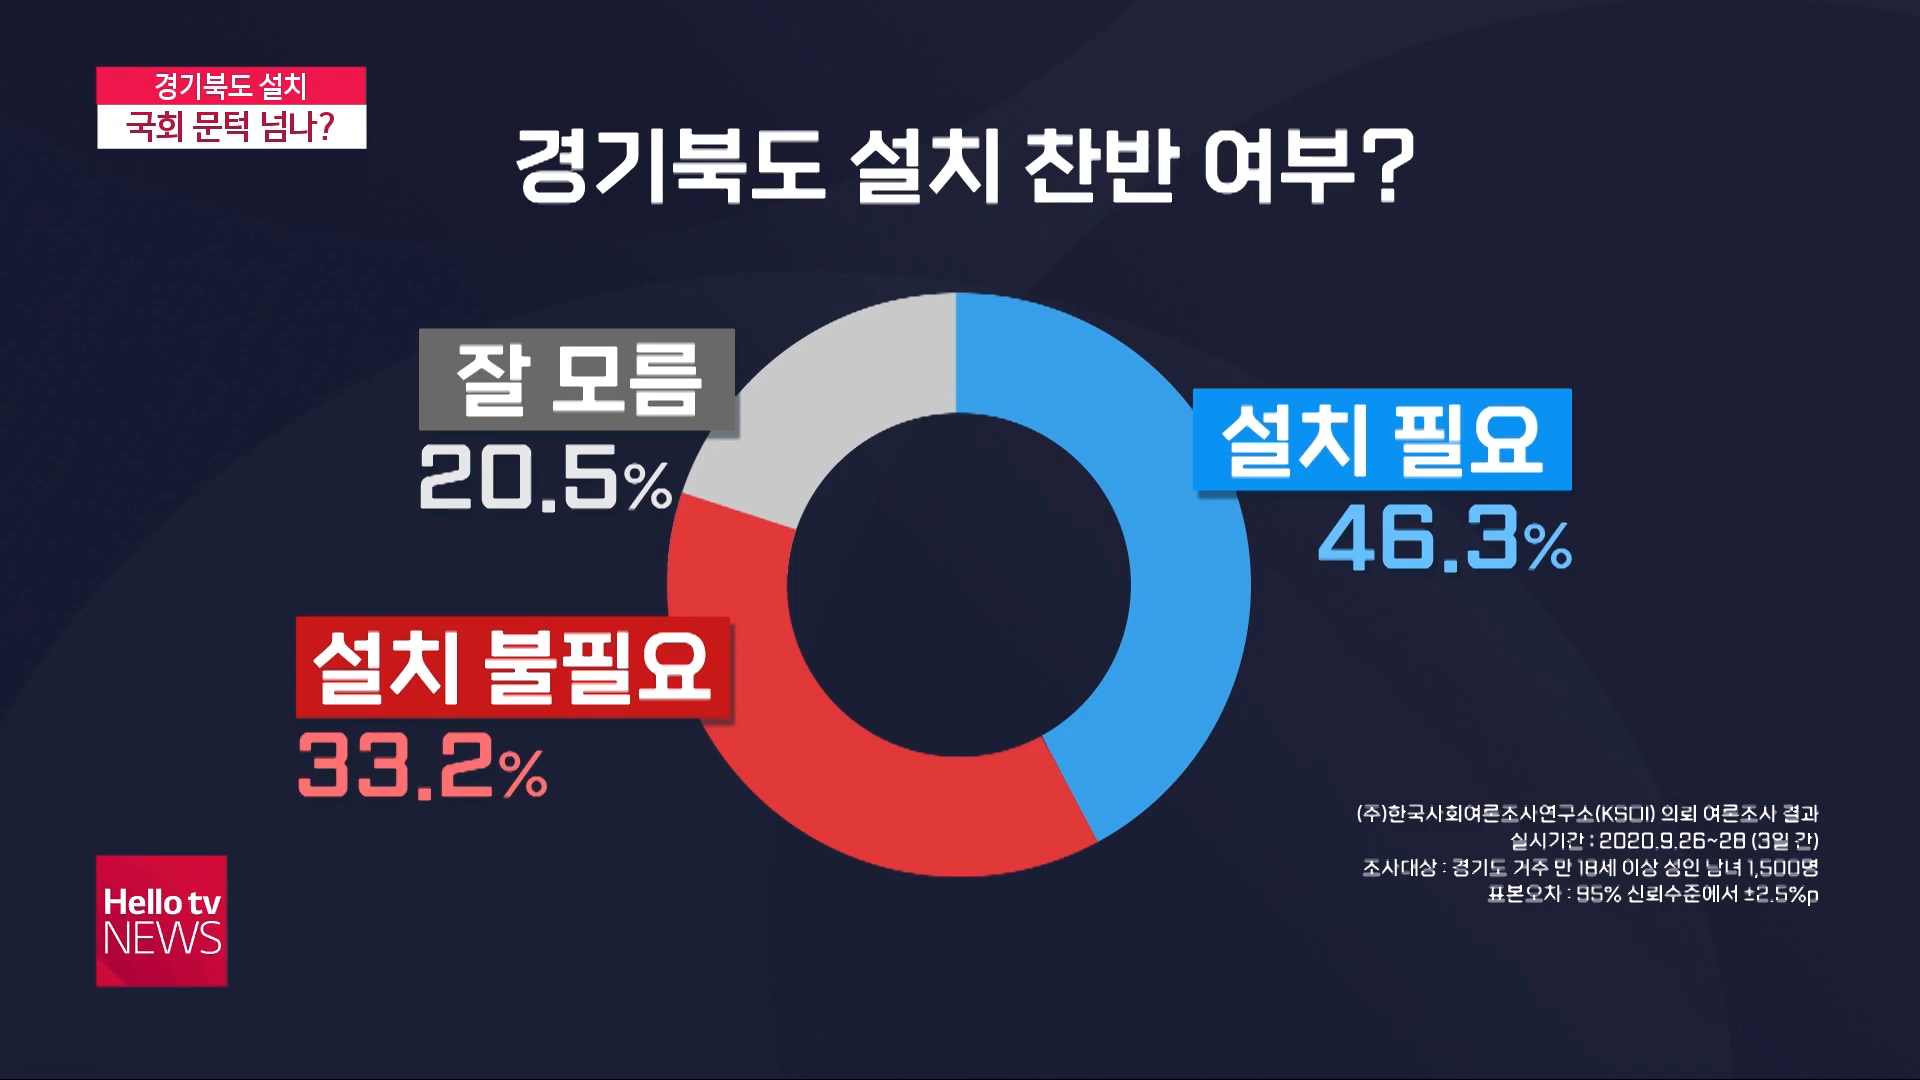 경기북도 설치
국회 문턱 넘나?
경기북도 설치 찬반 여부?
잘 모름
20.5%
설치 필요
46.3%
설치 불필요
33.2%
(주)한국사회여론조사연구소(KSOI) 의뢰 여론조사 결과
실시기간 : 2020.9.26~28 (3일 간)
조사대상 : 경기도 거주 만 18세 이상 성인 남녀 1,500명
표본오차 : 95% 신뢰수준에서 ±2.5%p
Hello tv
NEWS